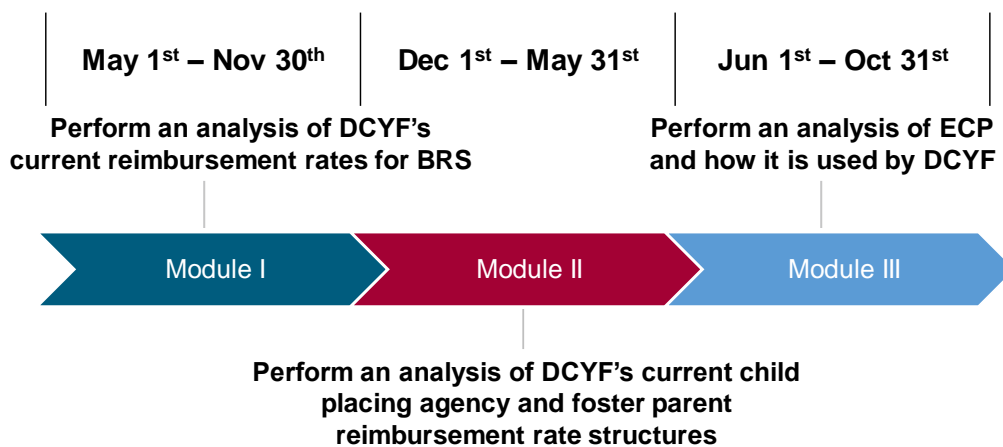 May 1st – Nov 30th
Dec 1st – May 31st
Jun 1st – Oct 31st
Perform an analysis of DCYF’s
current reimbursement rates for BRS
Perform an analysis of ECP
and how it is used by DCYF
Module I
Module II
Module III
Perform an analysis of DCYF’s current child
placing agency and foster parent
reimbursement rate structures